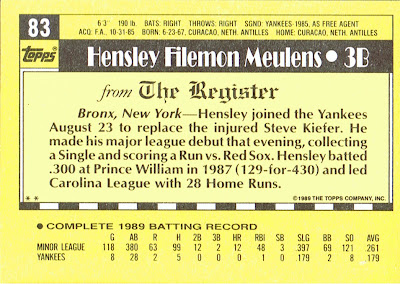 83
6'3" 190 lb. BATS: RIGHT THROWS: RIGHT SGND: YANKEES-1985, AS FREE AGENT
ACQ: F.A., 10-31-85 BORN: 6-23-67, CURACAO, NETH. ANTILLES HOME: CURACAO, NETH. ANTILLES
Topps
Hensley Filemon Meulens • 3B
from The Register
Bronx, New York—Hensley joined the Yankees
August 23 to replace the injured Steve Kiefer. He
made his major league debut that evening, collecting
a Single and scoring a Run vs. Red Sox. Hensley batted
.300 at Prince William in 1987 (129-for-430) and led
Carolina League with 28 Home Runs.
** ©1989 THE TOPPS COMPANY, INC.
• COMPLETE 1989 BATTING RECORD
G AB R H 2B 3B HR RBI SB SLG BB SO AVG
MINOR LEAGUE 118 380 63 99 12 2 12 48 3 .397 69 121 .261
YANKEES 8 28 2 5 0 0 0 1 0 .179 2 8 .179